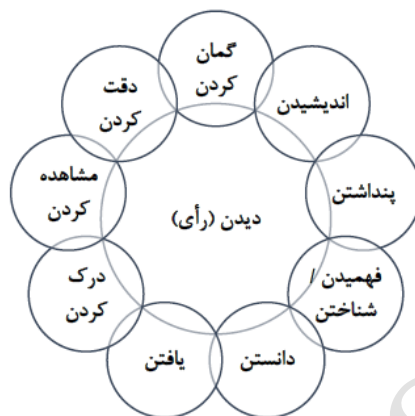 گمان
کردن
اندیشیدن
پنداشتن
فهمیدن /
شناختن
دانستن
یافتن
درک
کردن
مشاهده
کردن
دقت
کردن
دیدن (رأی)